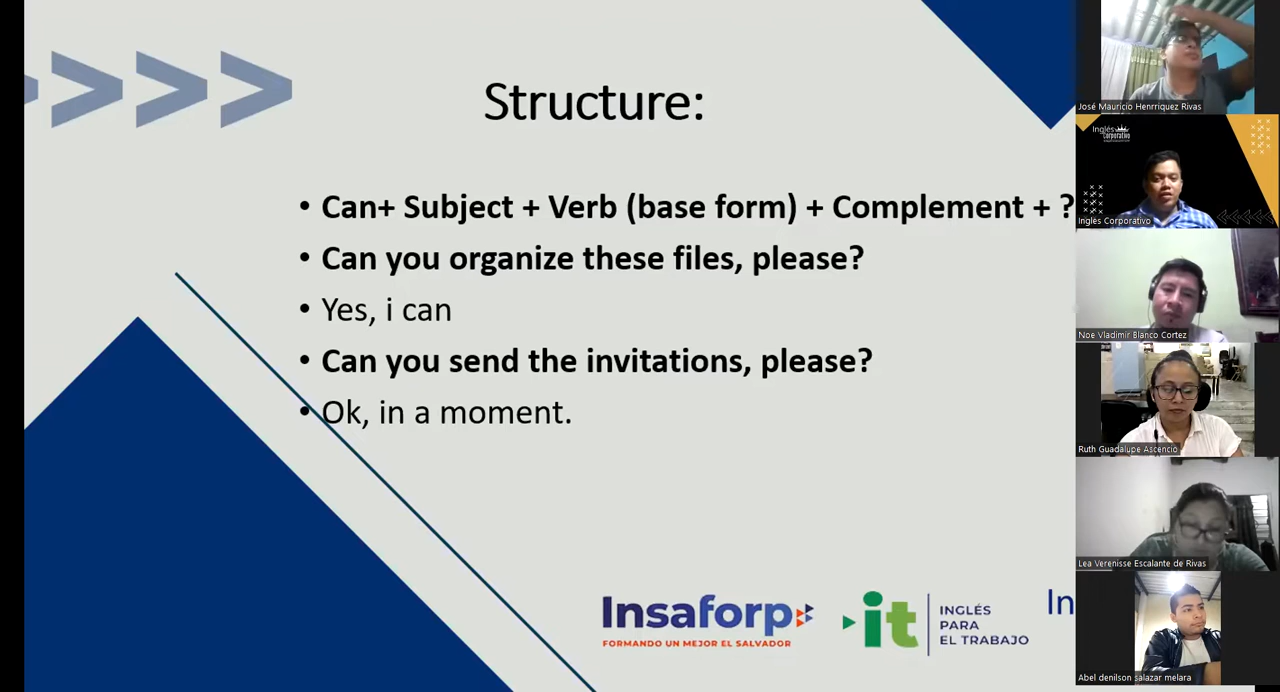 Structure:
• Can+ Subject + Verb (base form) + Complement + ?
• Can you organize these files, please?
• Yes, i can
• Can you send the invitations, please?
• Ok, in a moment.
Insaforp
FORMANDO UN MEJOR EL SALVADOR
it
INGLÉS
PARA
EL TRABAJO
In
José Mauricio Henrriquez Rivas
Inglés
Corporativo
Inglés Corporativo
Noe Vladimir Blanco Cortez
Ruth Guadalupe Ascencio
Lea Verenisse Escalante de Rivas
Abel denilson salazar melara